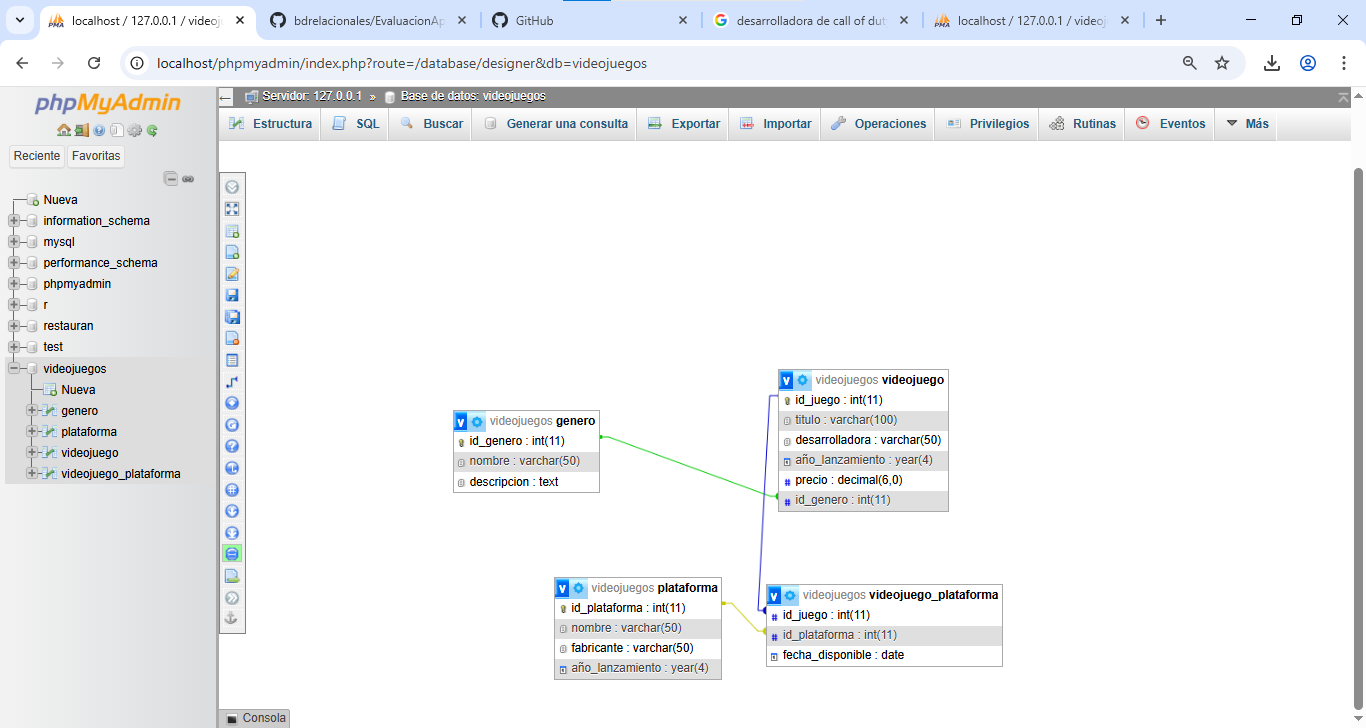 localhost / 127.0.0.1 / videoju
bdrelacionales/EvaluacionAp
GitHub
desarrolladora de call of dut
localhost / 127.0.0.1 / videojo
localhost/phpmyadmin/index.php?route=/database/designer&db=videojuegos
phpMyAdmin
Reciente
Favoritas
Nueva
information_schema
mysql
performance_schema
phpmyadmin
r
restauran
test
videojuegos
Nueva
genero
plataforma
videojuego
videojuego_plataforma
Servidor: 127.0.0.1 » Base de datos: videojuegos
Estructura
SQL
Buscar
Generar una consulta
Exportar
Importar
Operaciones
Privilegios
Rutinas
Eventos
Más
v videojuegos genero
id_genero : int(11)
nombre : varchar(50)
descripcion : text
v videojuegos videojuego
id_juego : int(11)
titulo : varchar(100)
desarrolladora : varchar(50)
año_lanzamiento : year(4)
# precio : decimal(6,0)
# id_genero : int(11)
v videojuegos plataforma
id_plataforma : int(11)
nombre : varchar(50)
fabricante : varchar(50)
año_lanzamiento : year(4)
v videojuegos videojuego_plataforma
# id_juego : int(11)
# id_plataforma : int(11)
fecha_disponible : date
Consola